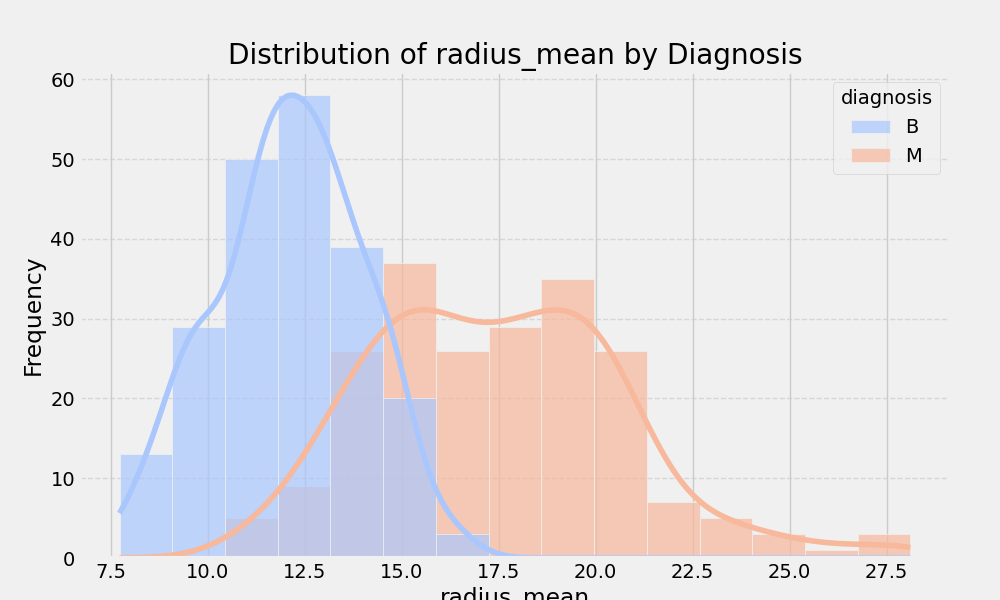 Distribution of radius_mean by Diagnosis
60
50
40
30
20
10
0
Frequency
diagnosis
B
M
7.5 10.0 12.5 15.0 17.5 20.0 22.5 25.0 27.5
radius_mean